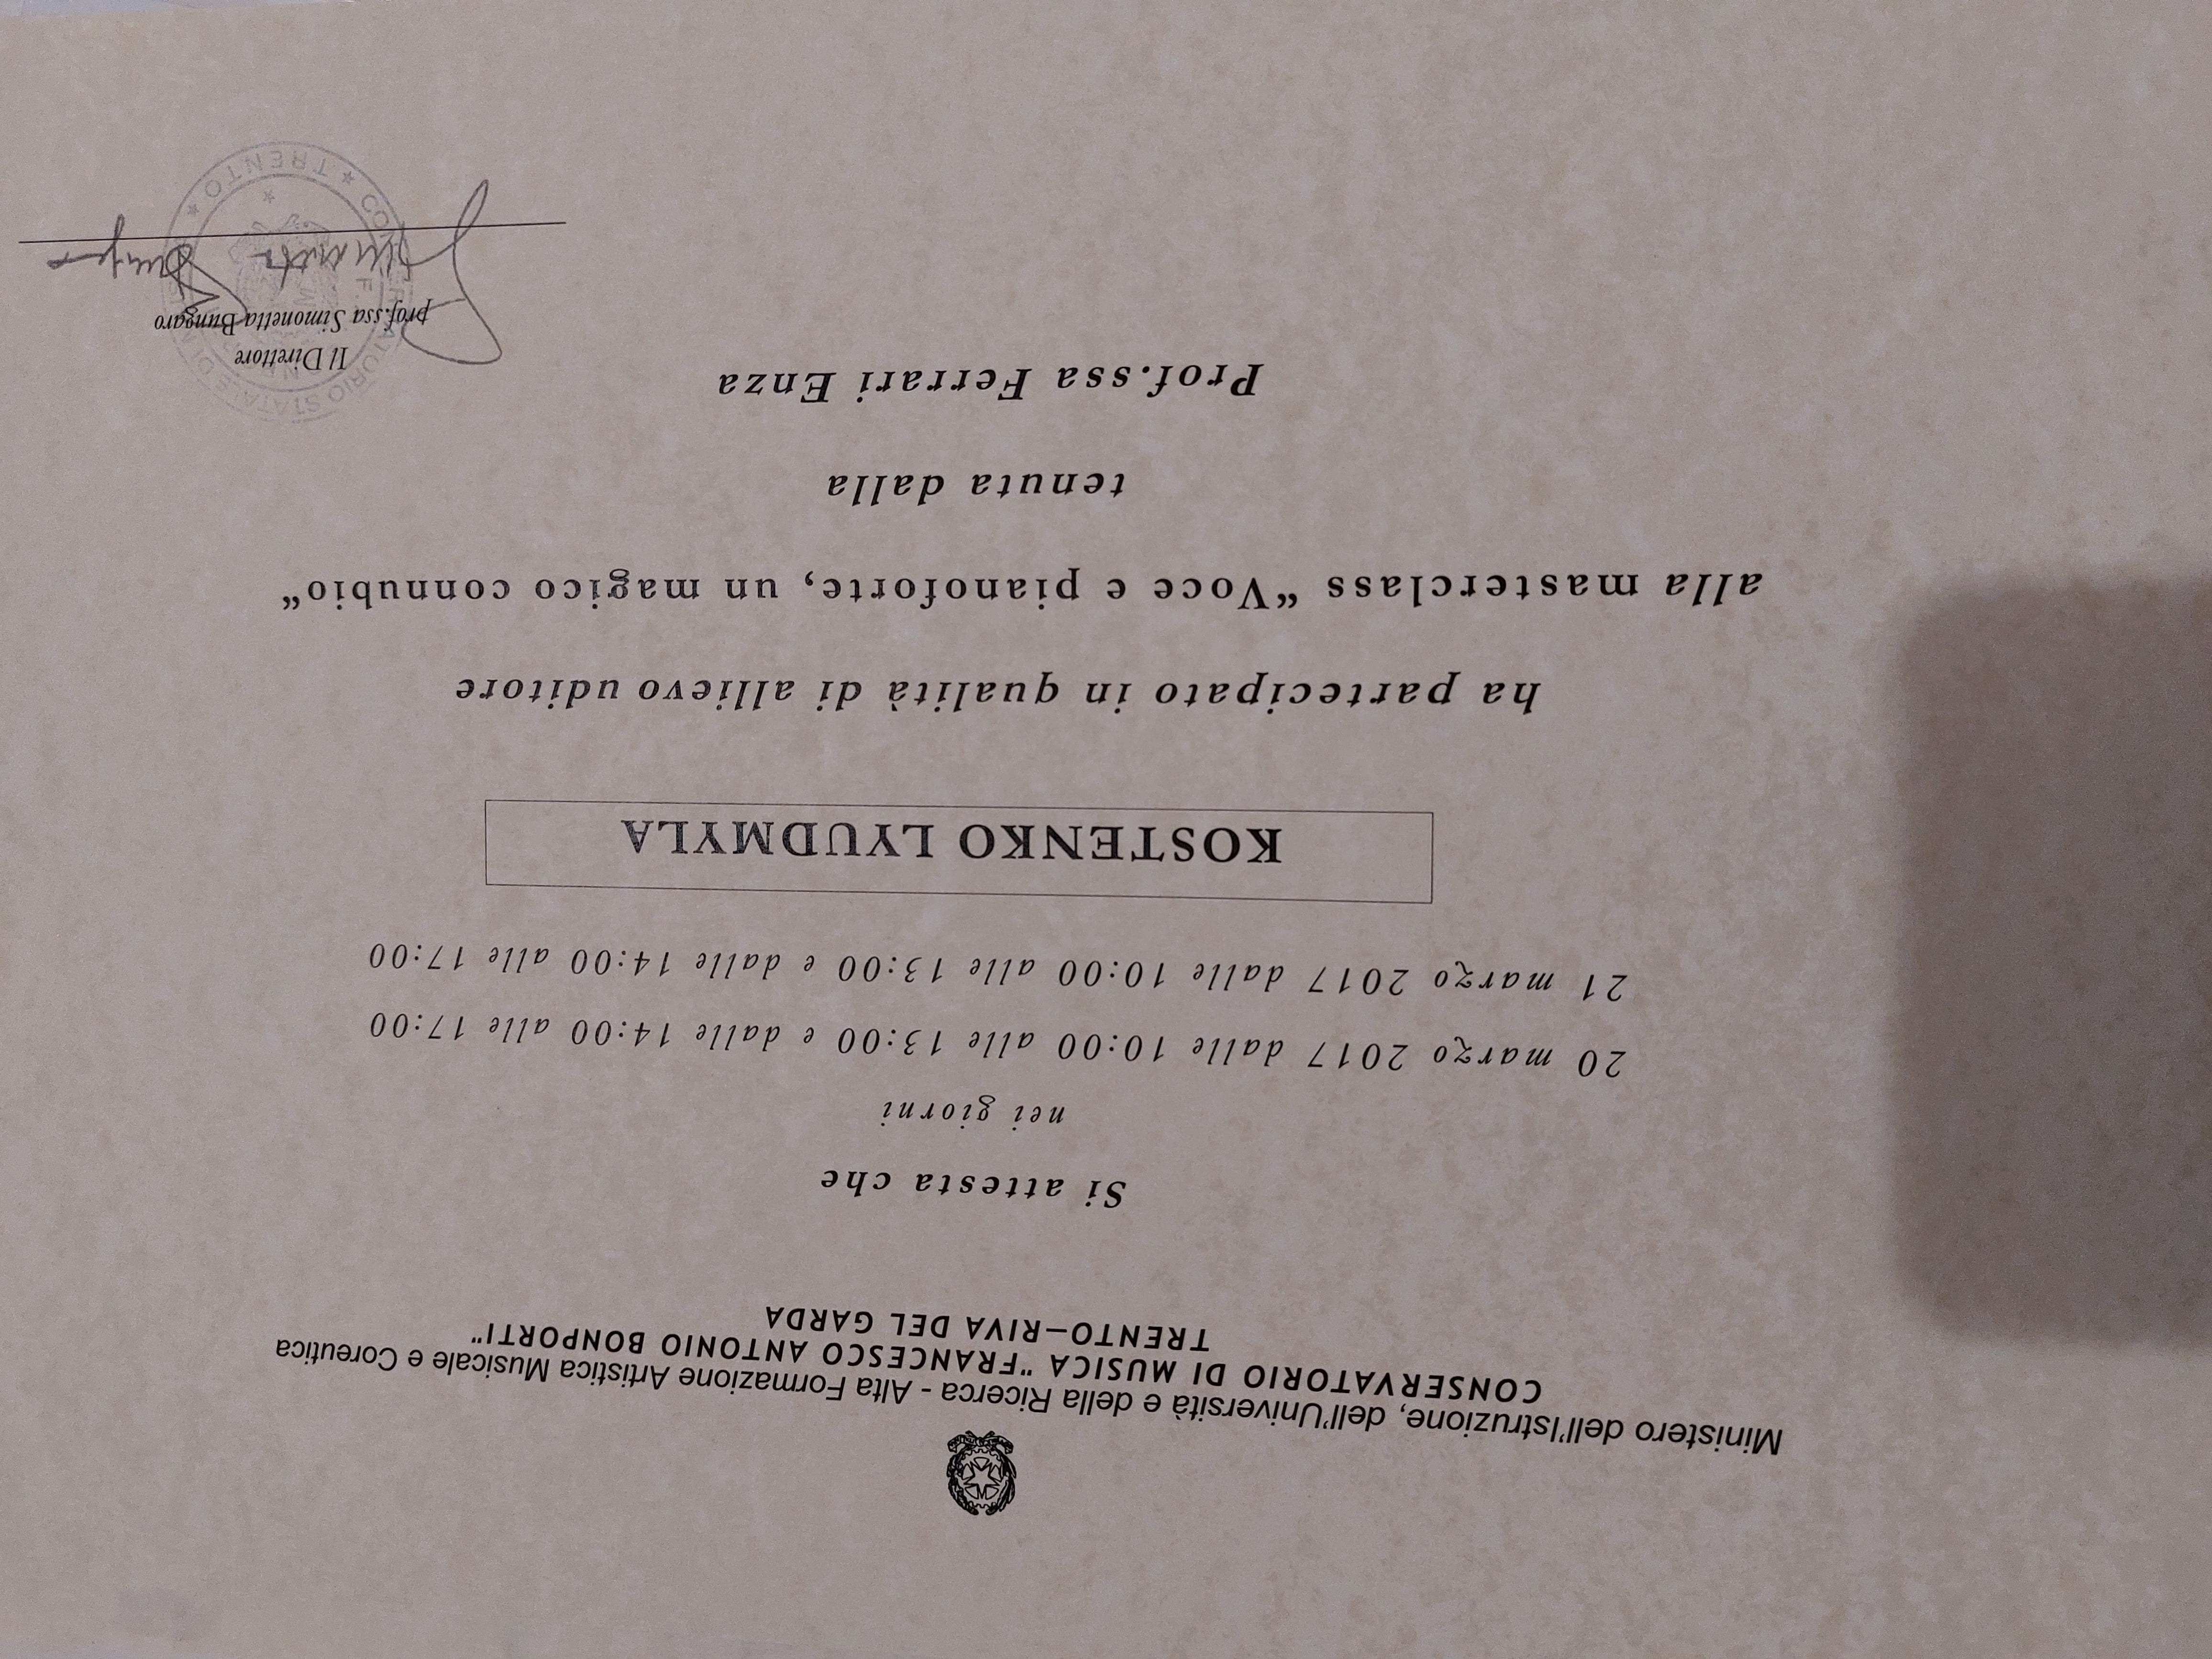 Ministero dell'Istruzione, dell'Università e della Ricerca - Alta Formazione Artistica Musicale e Coreutica
CONSERVATORIO DI MUSICA "FRANCESCO ANTONIO BONPORTI"
TRENTO–RIVA DEL GARDA
Si attesta che
nei giorni
20 marzo 2017 dalle 10:00 alle 13:00 e dalle 14:00 alle 17:00
21 marzo 2017 dalle 10:00 alle 13:00 e dalle 14:00 alle 17:00
KOSTENKO LYUDMYLA
ha partecipato in qualità di allievo uditore
alla masterclass “Voce e pianoforte, un magico connubio“
tenuta dalla
Prof.ssa Ferrari Enza
Il Direttore
prof.ssa Simonetta Bungaro
Simonetta Bungaro
★ TRENTO ★